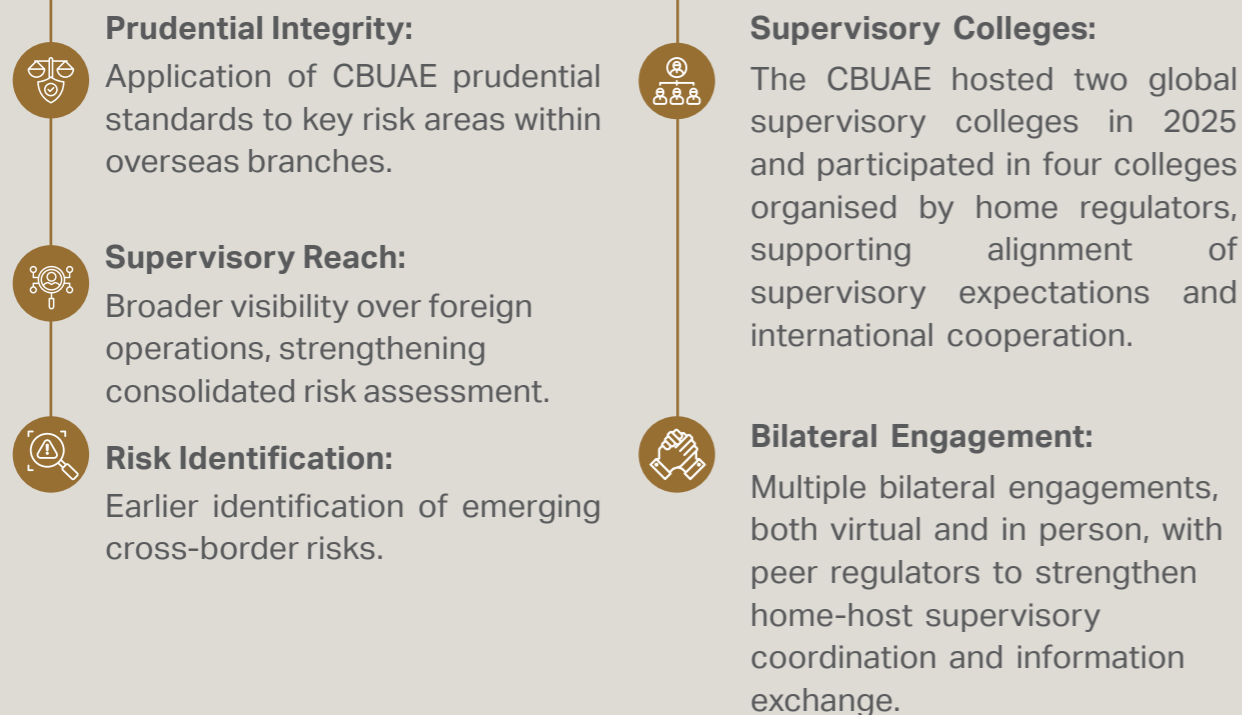 Prudential Integrity:
Application of CBUAE prudential
standards to key risk areas within
overseas branches.
Supervisory Reach:
Broader visibility over foreign
operations, strengthening
consolidated risk assessment.
Risk Identification:
Earlier identification of emerging
cross-border risks.
Supervisory Colleges:
The CBUAE hosted two global
supervisory colleges in 2025
and participated in four colleges
organised by home regulators,
supporting alignment of
supervisory expectations and
international cooperation.
Bilateral Engagement:
Multiple bilateral engagements,
both virtual and in person, with
peer regulators to strengthen
home-host supervisory
coordination and information
exchange.